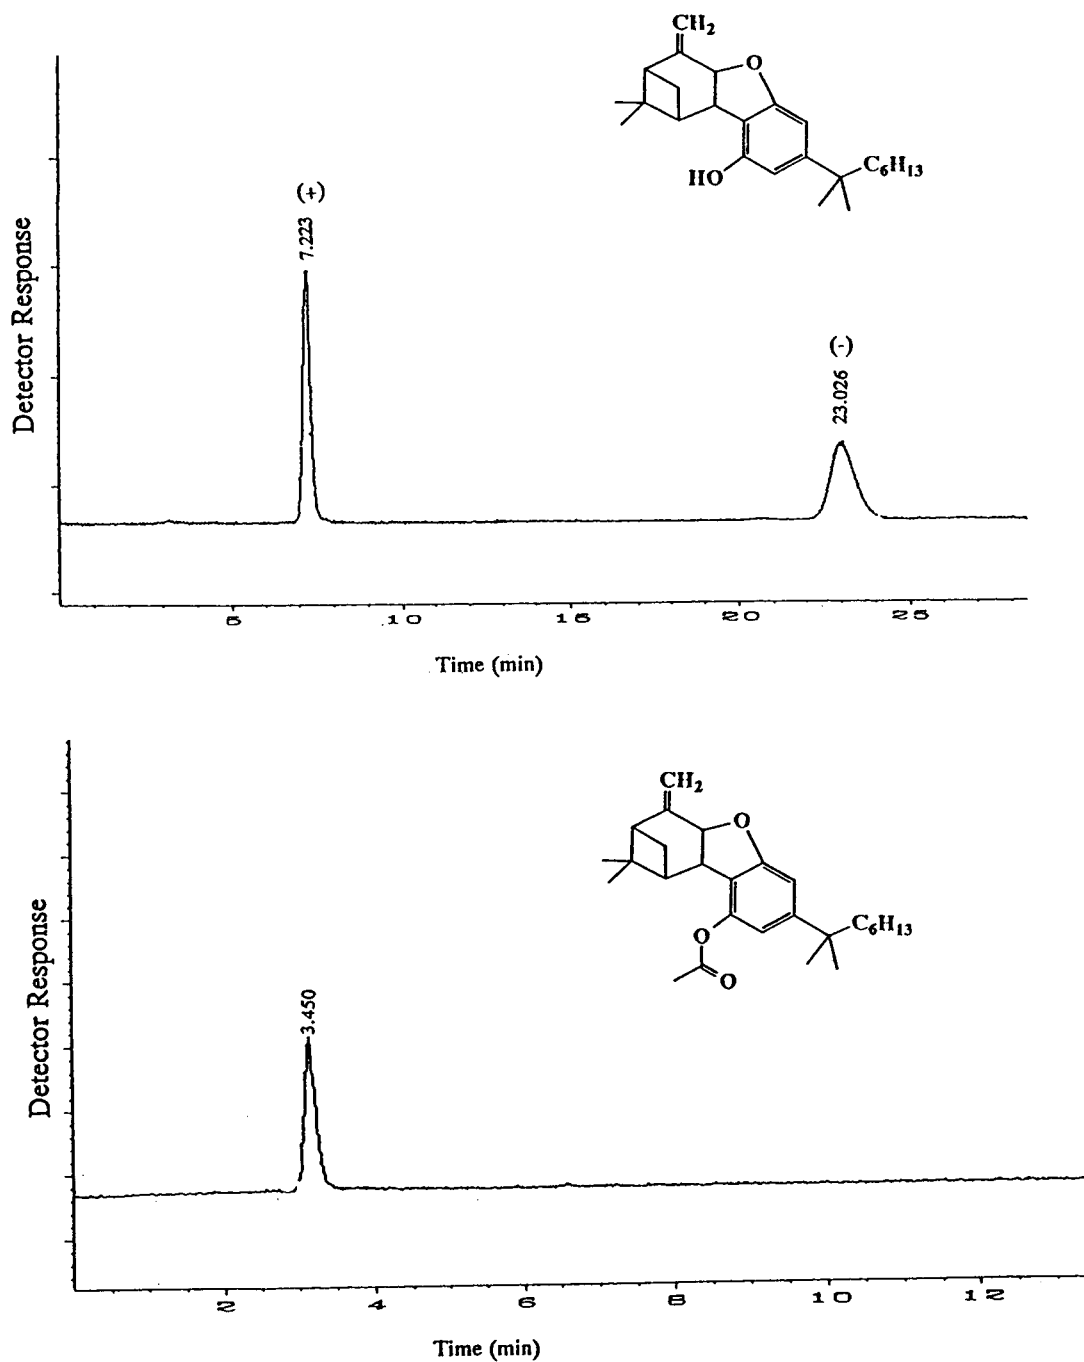 CH2
O
HO
C6H13
(+)
7.223
(-)
23.026
Detector Response
5
10
15
20
25
Time (min)
CH2
O
C6H13
O
O
3.450
Detector Response
2
4
6
8
10
12
Time (min)